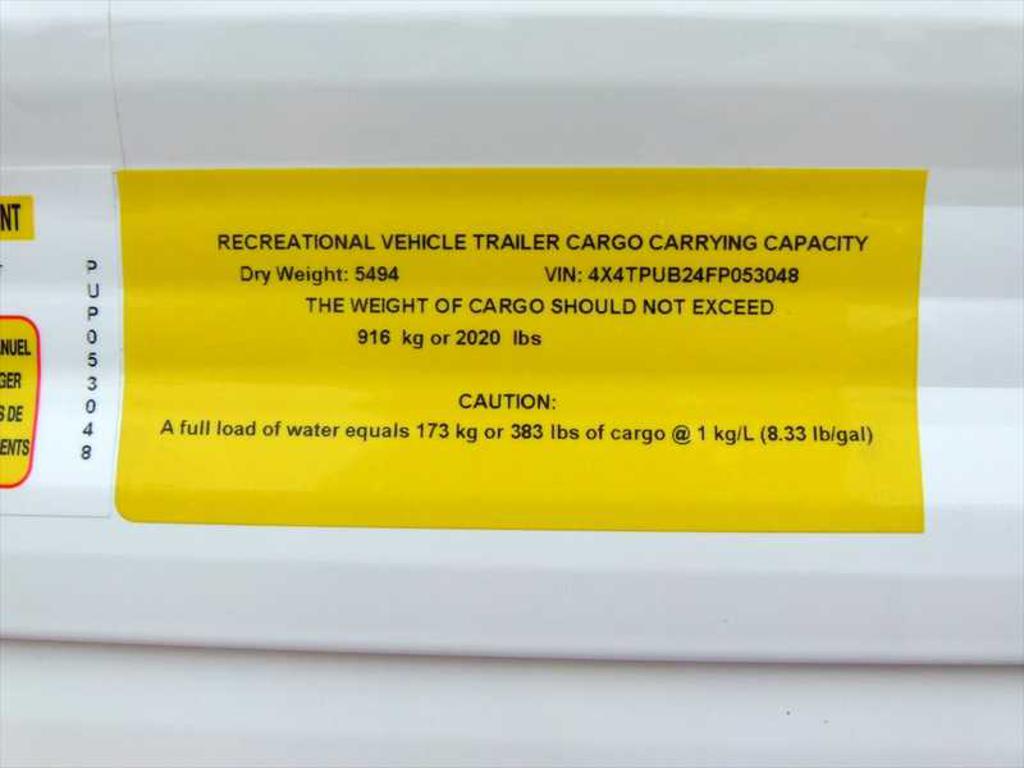 NT
NUEL
GER
S DE
ENTS
PUP053048
RECREATIONAL VEHICLE TRAILER CARGO CARRYING CAPACITY
Dry Weight: 5494 VIN: 4X4TPUB24FP053048
THE WEIGHT OF CARGO SHOULD NOT EXCEED
916 kg or 2020 lbs
CAUTION:
A full load of water equals 173 kg or 383 lbs of cargo @ 1 kg/L (8.33 lb/gal)